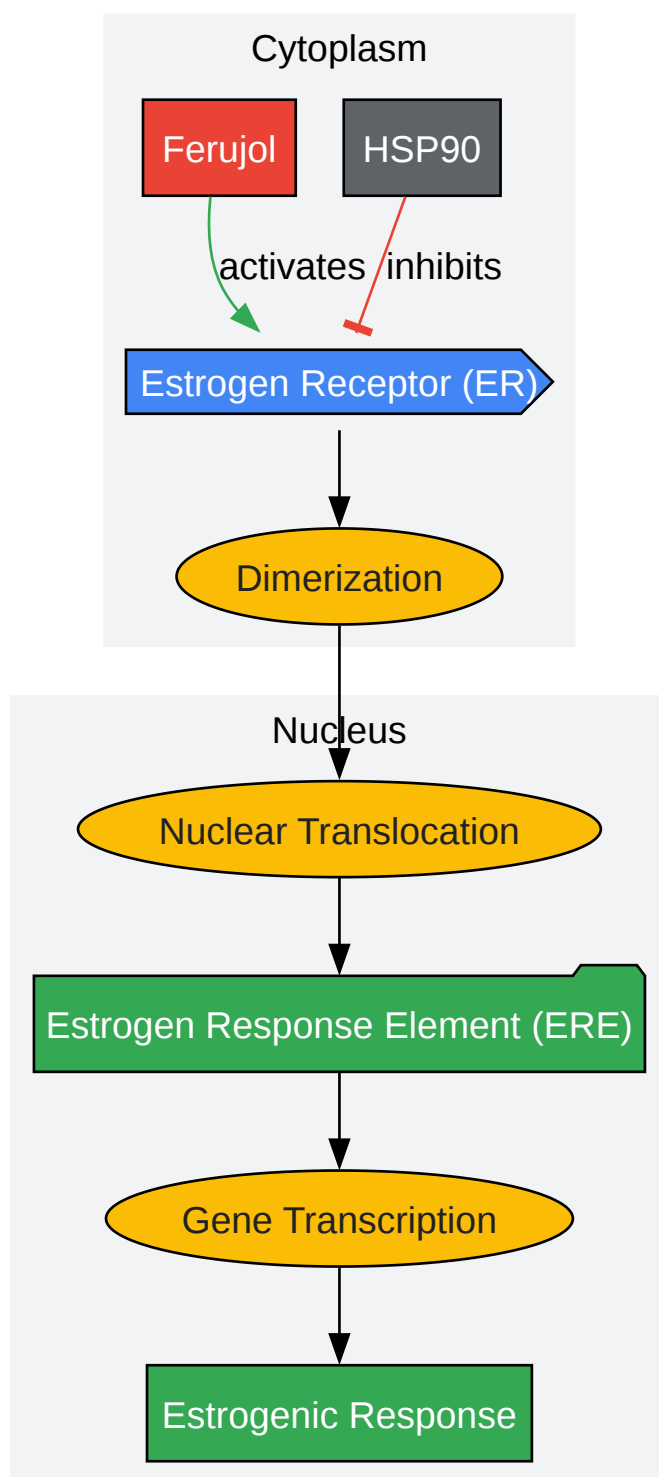 Cytoplasm
Ferujol
HSP90
activates
inhibits
Estrogen Receptor (ER)
Dimerization
Nucleus
Nuclear Translocation
Estrogen Response Element (ERE)
Gene Transcription
Estrogenic Response